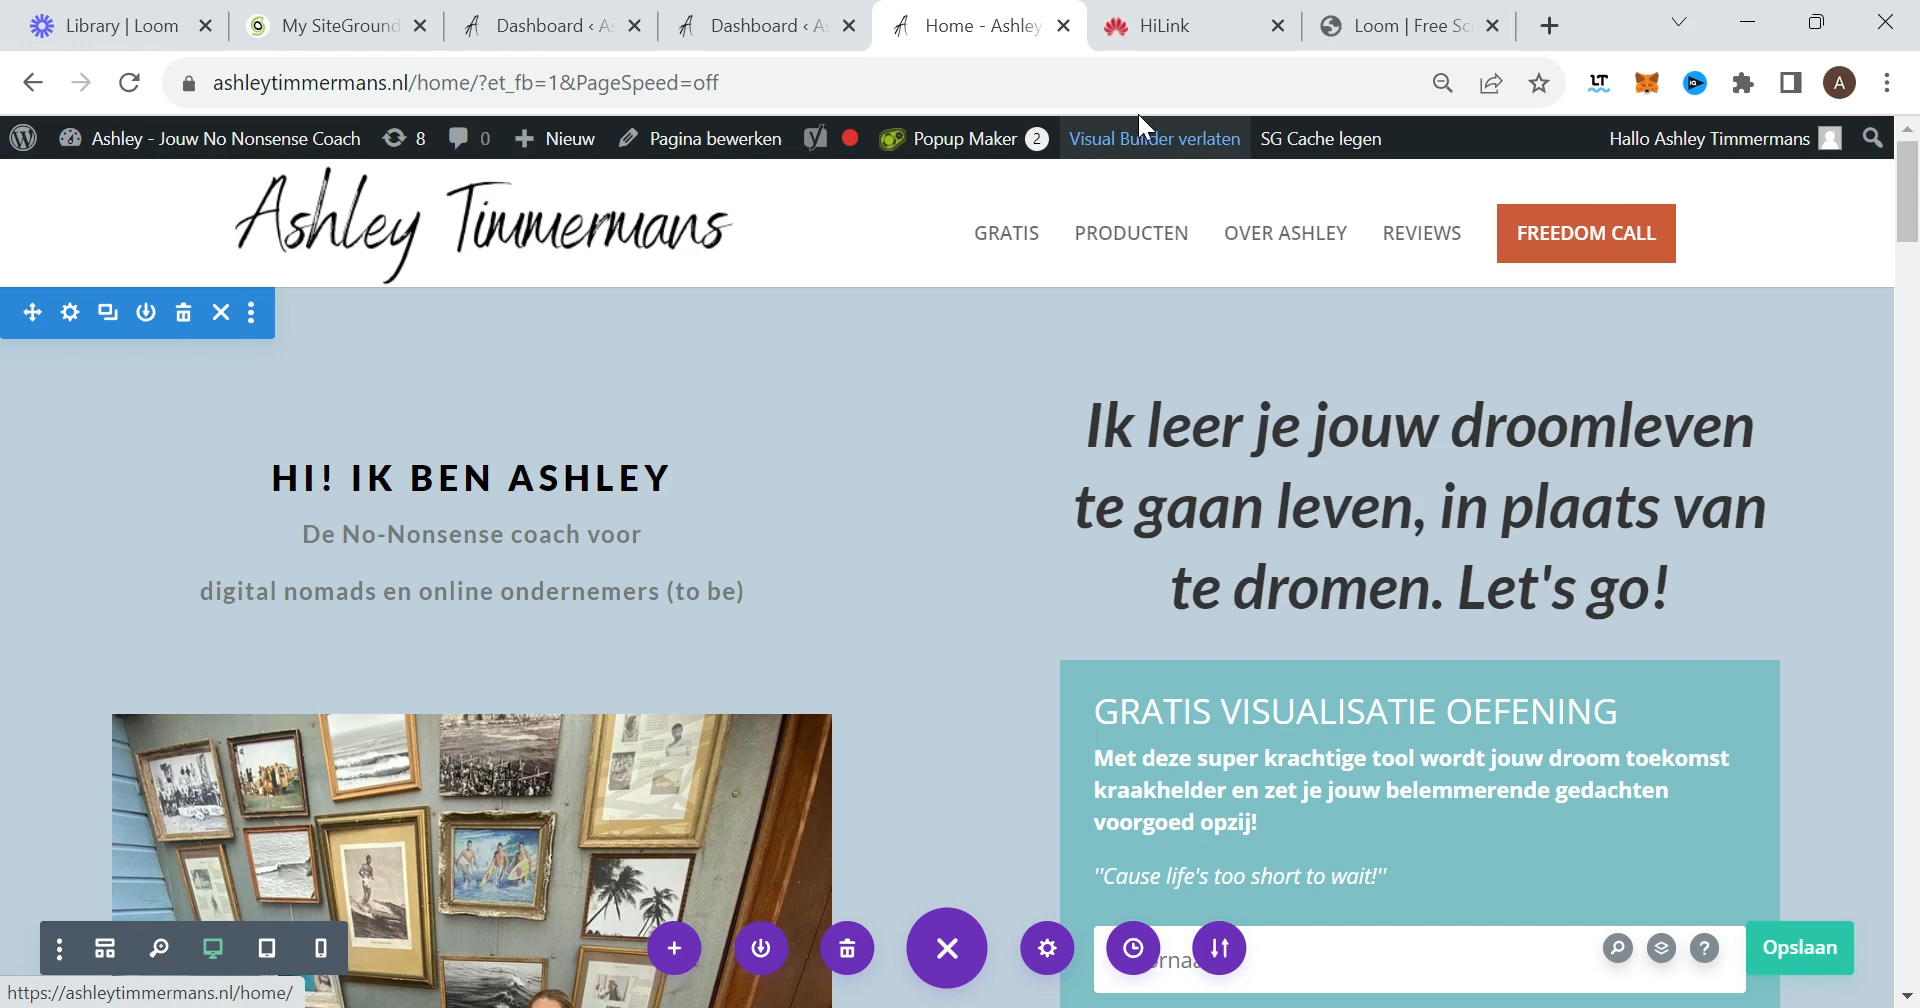 Library | Loom
My SiteGround
Dashboard ‹ As
Dashboard ‹ As
Home - Ashley
HiLink
Loom | Free Sc
ashleytimmermans.nl/home/?et_fb=1&PageSpeed=off
LT
A
Ashley - Jouw No Nonsense Coach
8
0
Nieuw
Pagina bewerken
Popup Maker
2
Visual Builder verlaten
SG Cache legen
Hallo Ashley Timmermans
Ashley Timmermans
GRATIS
PRODUCTEN
OVER ASHLEY
REVIEWS
FREEDOM CALL
HI! IK BEN ASHLEY
De No-Nonsense coach voor
digital nomads en online ondernemers (to be)
Ik leer je jouw droomleven
te gaan leven, in plaats van
te dromen. Let's go!
GRATIS VISUALISATIE OEFENING
Met deze super krachtige tool wordt jouw droom toekomst
kraakhelder en zet je jouw belemmerende gedachten
voorgoed opzij!
"Cause life's too short to wait!"
Opslaan
https://ashleytimmermans.nl/home/